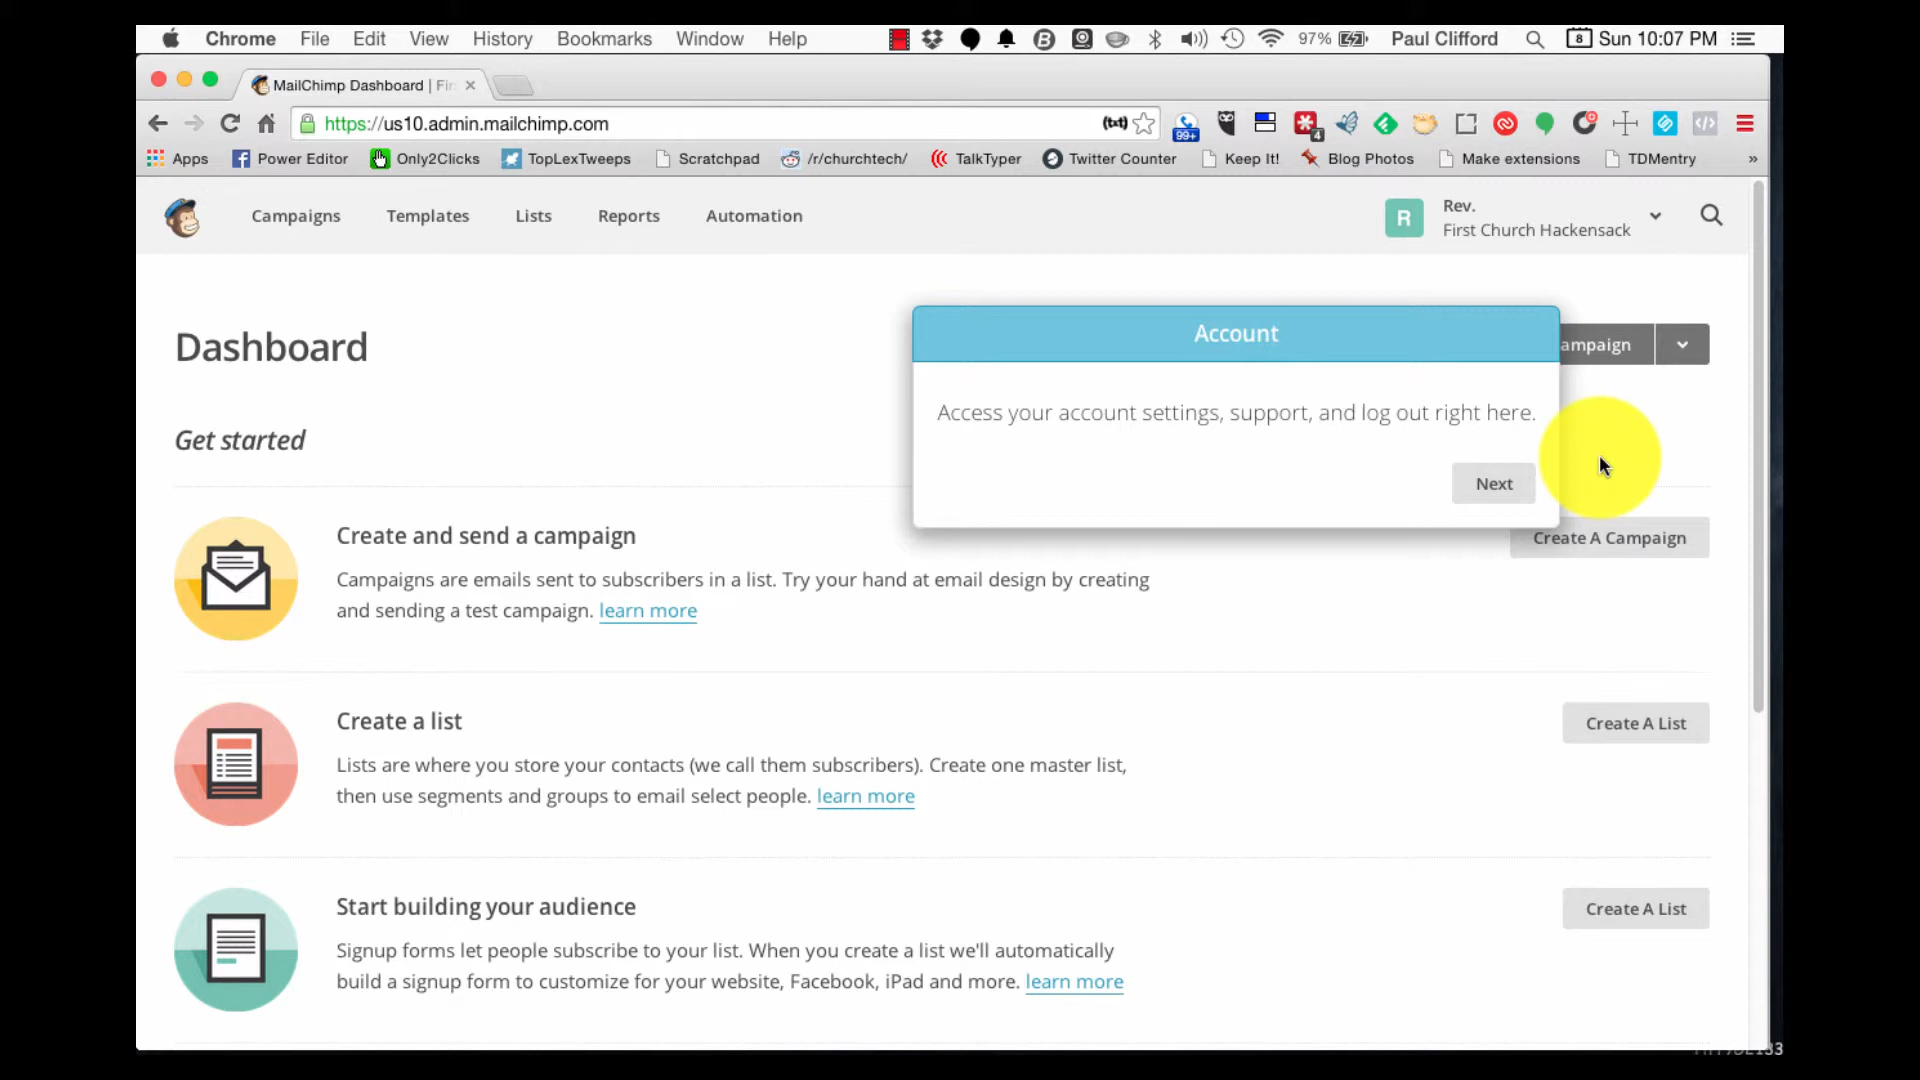 Chrome File Edit View History Bookmarks Window Help 97% Paul Clifford 8 Sun 10:07 PM
MailChimp Dashboard | Fir
https://us10.admin.mailchimp.com (txt) 99+ 4
Apps Power Editor Only2Clicks TopLexTweeps Scratchpad /r/churchtech/ TalkTyper Twitter Counter Keep It! Blog Photos Make extensions TDMentry »
Campaigns Templates Lists Reports Automation R Rev.
First Church Hackensack
Account
Dashboard ampaign
Access your account settings, support, and log out right here.
Get started
Next
Create and send a campaign Create A Campaign
Campaigns are emails sent to subscribers in a list. Try your hand at email design by creating
and sending a test campaign. learn more
Create a list Create A List
Lists are where you store your contacts (we call them subscribers). Create one master list,
then use segments and groups to email select people. learn more
Start building your audience Create A List
Signup forms let people subscribe to your list. When you create a list we'll automatically
build a signup form to customize for your website, Facebook, iPad and more. learn more